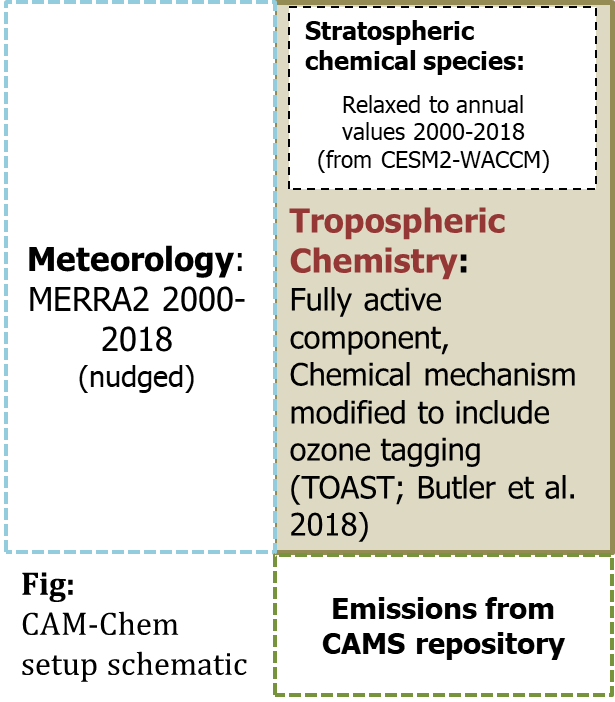 Stratospheric
chemical species:
Relaxed to annual
values 2000-2018
(from CESM2-WACCM)
Meteorology:
MERRA2 2000-
2018
(nudged)
Tropospheric
Chemistry:
Fully active
component,
Chemical mechanism
modified to include
ozone tagging
(TOAST; Butler et al.
2018)
Fig:
CAM-Chem
setup schematic
Emissions from
CAMS repository